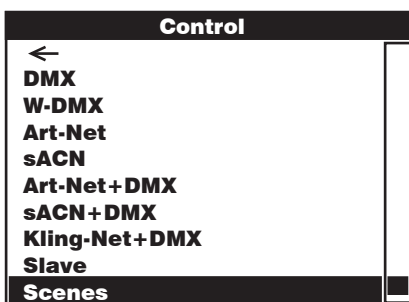 Control
←
DMX
W-DMX
Art-Net
sACN
Art-Net+DMX
sACN+DMX
Kling-Net+DMX
Slave
Scenes